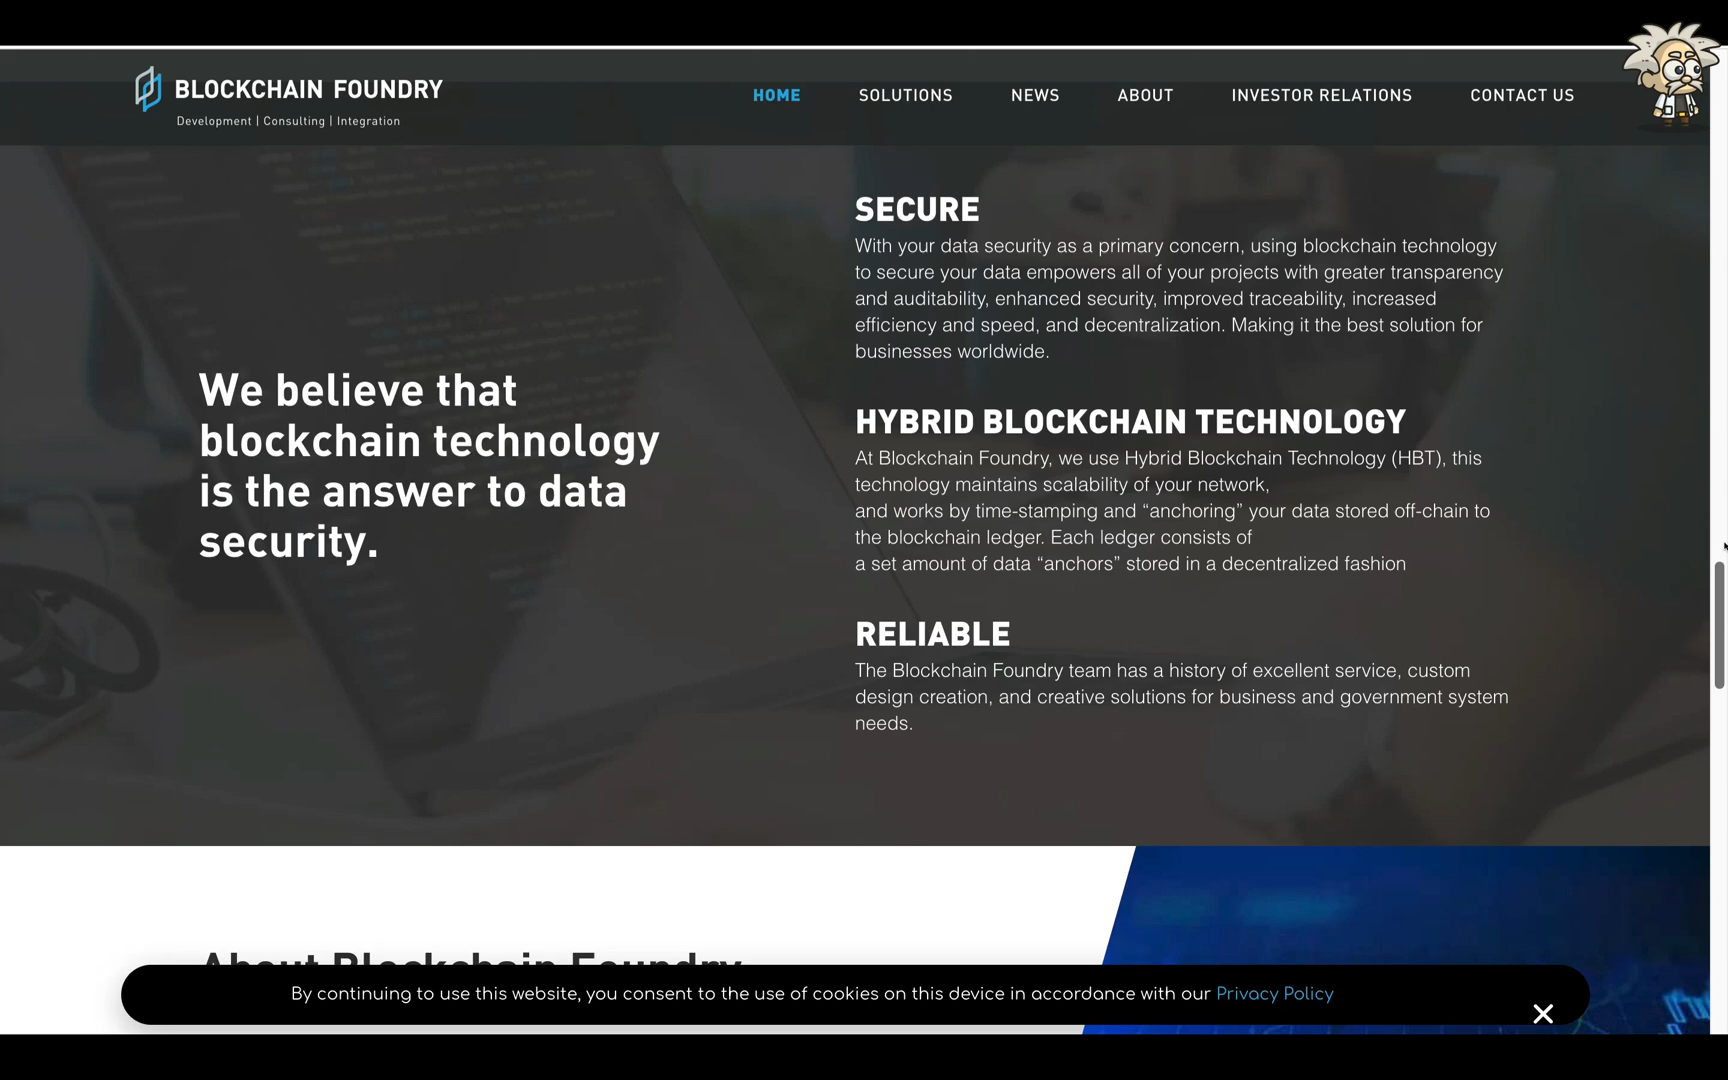 BLOCKCHAIN FOUNDRY
Development | Consulting | Integration
HOME
SOLUTIONS
NEWS
ABOUT
INVESTOR RELATIONS
CONTACT US
We believe that
blockchain technology
is the answer to data
security.
SECURE
With your data security as a primary concern, using blockchain technology
to secure your data empowers all of your projects with greater transparency
and auditability, enhanced security, improved traceability, increased
efficiency and speed, and decentralization. Making it the best solution for
businesses worldwide.
HYBRID BLOCKCHAIN TECHNOLOGY
At Blockchain Foundry, we use Hybrid Blockchain Technology (HBT), this
technology maintains scalability of your network,
and works by time-stamping and “anchoring” your data stored off-chain to
the blockchain ledger. Each ledger consists of
a set amount of data “anchors” stored in a decentralized fashion
RELIABLE
The Blockchain Foundry team has a history of excellent service, custom
design creation, and creative solutions for business and government system
needs.
About Blockchain Foundry
By continuing to use this website, you consent to the use of cookies on this device in accordance with our Privacy Policy